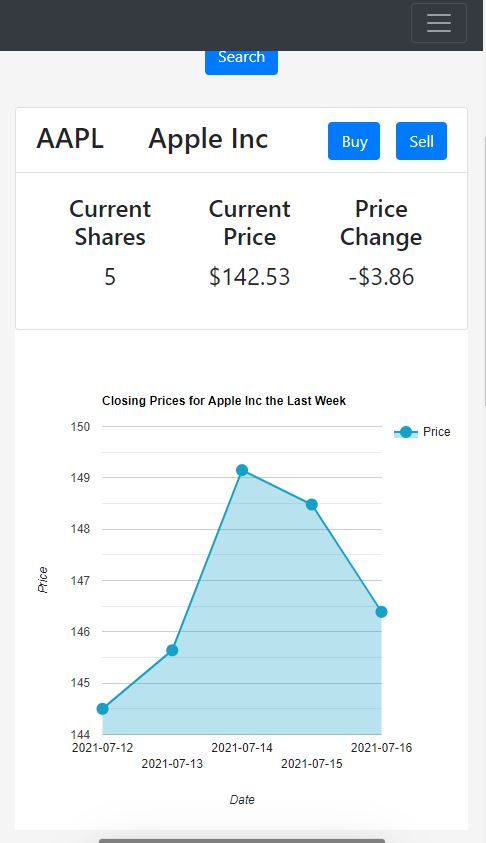 Search
AAPL Apple Inc Buy Sell
Current Shares Current Price Price Change
5 $142.53 -$3.86
Closing Prices for Apple Inc the Last Week
Price
150
149
148
147
146
145
144
Price
2021-07-12 2021-07-14 2021-07-16
2021-07-13 2021-07-15
Date